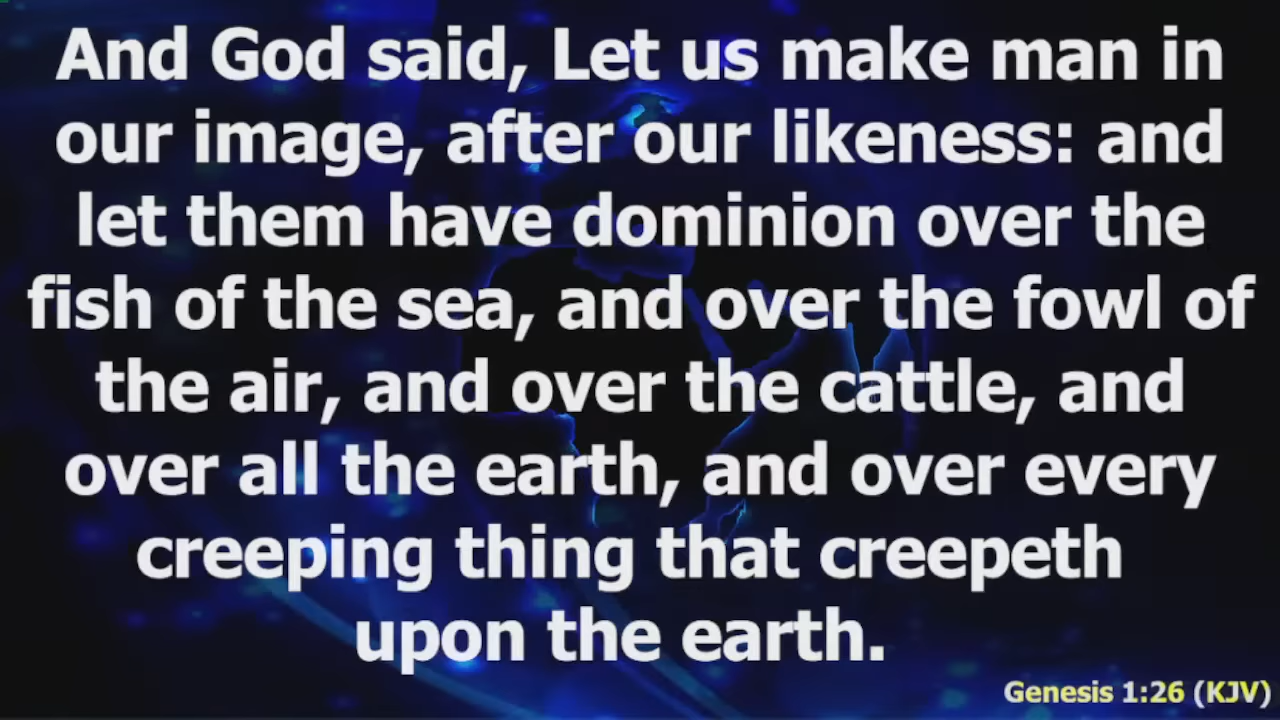 And God said, Let us make man in
our image, after our likeness: and
let them have dominion over the
fish of the sea, and over the fowl of
the air, and over the cattle, and
over all the earth, and over every
creeping thing that creepeth
upon the earth.
Genesis 1:26 (KJV)